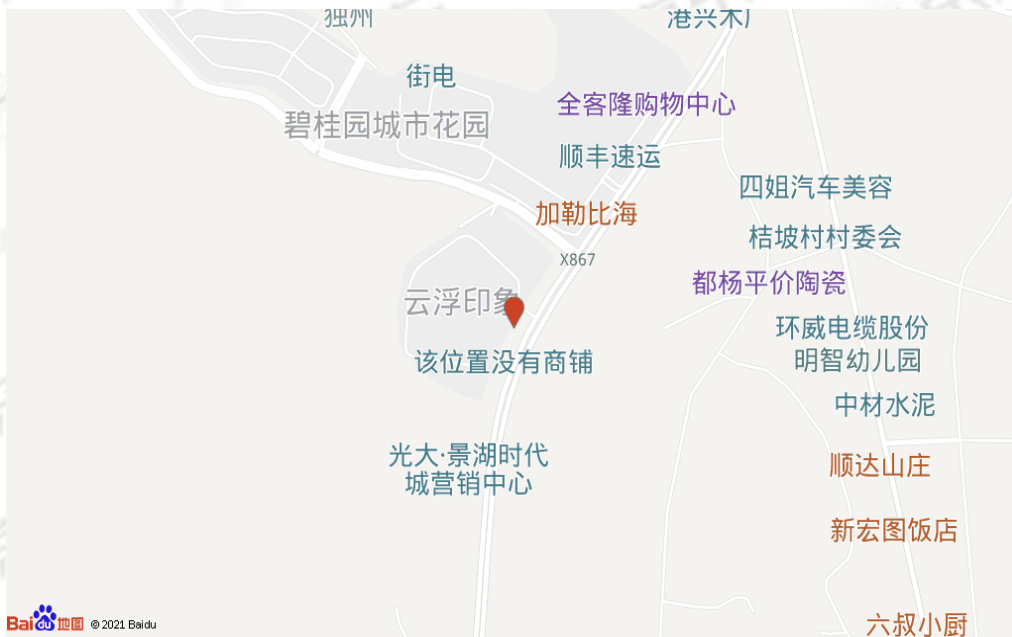 独州
港兴木厂
街电
全客隆购物中心
碧桂园城市花园
顺丰速运
四姐汽车美容
加勒比海
桔坡村村委会
X867
都杨平价陶瓷
云浮印象
环威电缆股份
该位置没有商铺
明智幼儿园
中材水泥
光大·景湖时代
城营销中心
顺达山庄
新宏图饭店
六叔小厨
Bai du 地图 © 2021 Baidu